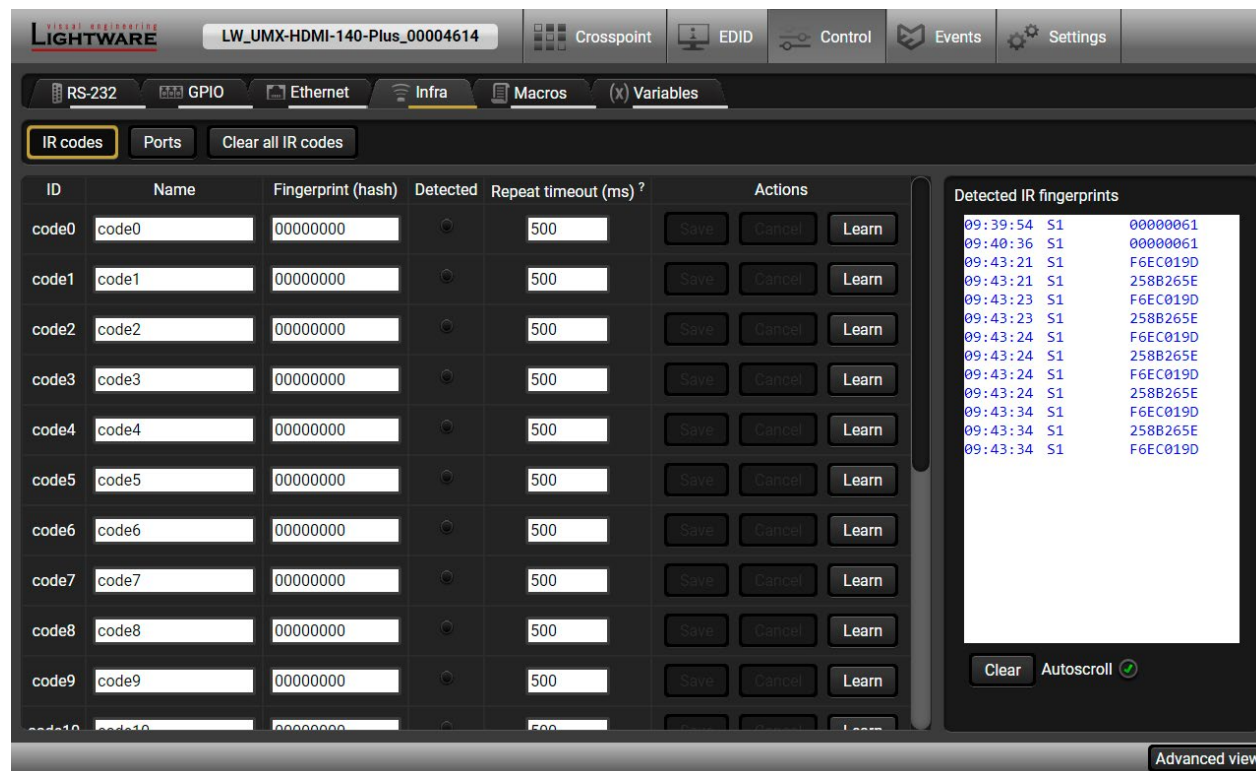 visual engineering
LIGHTWARE
LW_UMX-HDMI-140-Plus_00004614
Crosspoint
EDID
Control
Events
Settings
RS-232
GPIO
Ethernet
Infra
Macros
(x) Variables
IR codes
Ports
Clear all IR codes
ID Name Fingerprint (hash) Detected Repeat timeout (ms) ? Actions
code0 code0 00000000 500 Save Cancel Learn
code1 code1 00000000 500 Save Cancel Learn
code2 code2 00000000 500 Save Cancel Learn
code3 code3 00000000 500 Save Cancel Learn
code4 code4 00000000 500 Save Cancel Learn
code5 code5 00000000 500 Save Cancel Learn
code6 code6 00000000 500 Save Cancel Learn
code7 code7 00000000 500 Save Cancel Learn
code8 code8 00000000 500 Save Cancel Learn
code9 code9 00000000 500 Save Cancel Learn
code10 code10 00000000 500 Save Cancel Learn
Detected IR fingerprints
09:39:54 S1 00000061
09:40:36 S1 00000061
09:43:21 S1 F6EC019D
09:43:21 S1 258B265E
09:43:23 S1 F6EC019D
09:43:23 S1 258B265E
09:43:24 S1 F6EC019D
09:43:24 S1 258B265E
09:43:24 S1 F6EC019D
09:43:24 S1 258B265E
09:43:34 S1 F6EC019D
09:43:34 S1 258B265E
09:43:34 S1 F6EC019D
Clear
Autoscroll
Advanced view